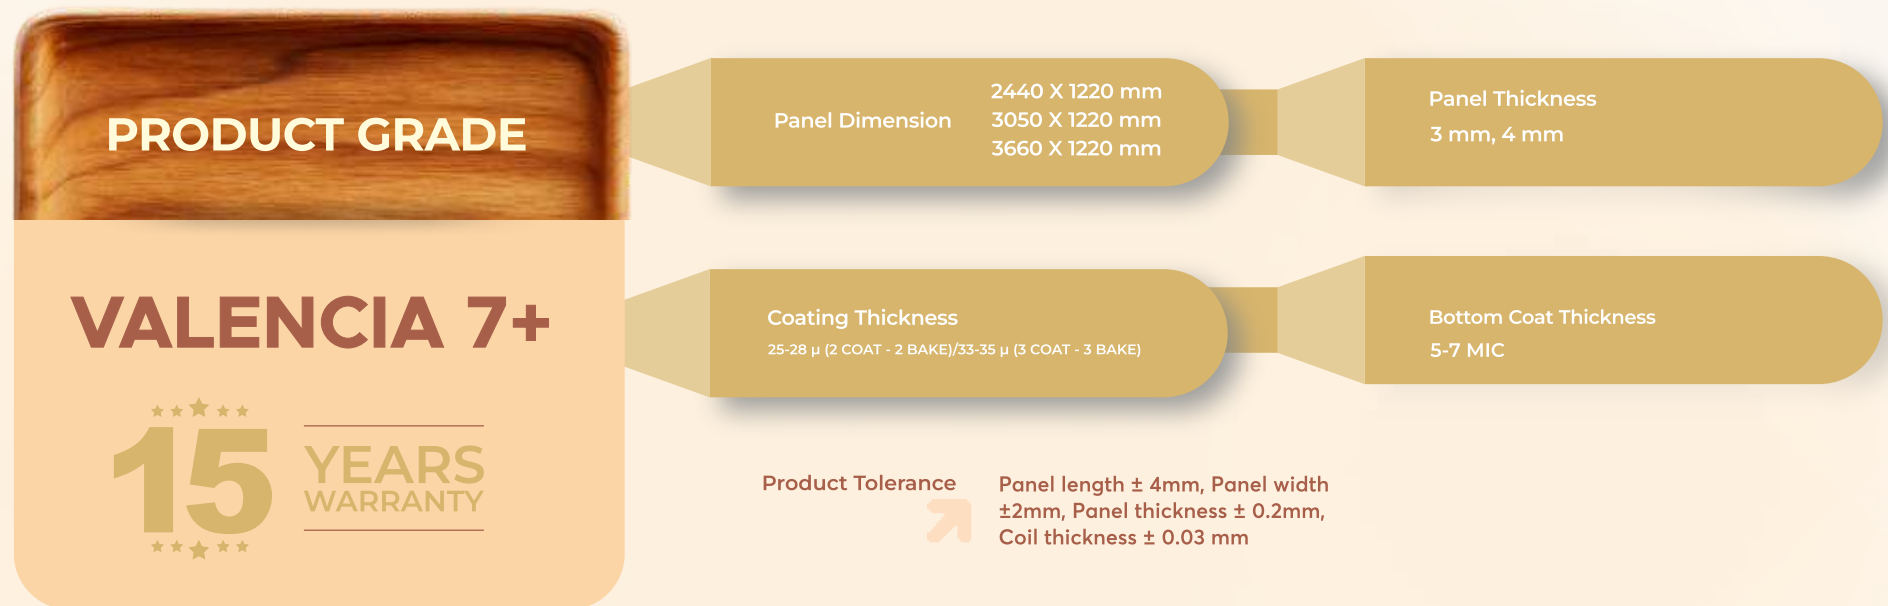 PRODUCT GRADE
VALENCIA 7+
15
YEARS
WARRANTY
Panel Dimension
2440 X 1220 mm
3050 X 1220 mm
3660 X 1220 mm
Panel Thickness
3 mm, 4 mm
Coating Thickness
25-28 µ (2 COAT - 2 BAKE)/33-35 µ (3 COAT - 3 BAKE)
Bottom Coat Thickness
5-7 MIC
Product Tolerance
Panel length ± 4mm, Panel width
±2mm, Panel thickness ± 0.2mm,
Coil thickness ± 0.03 mm